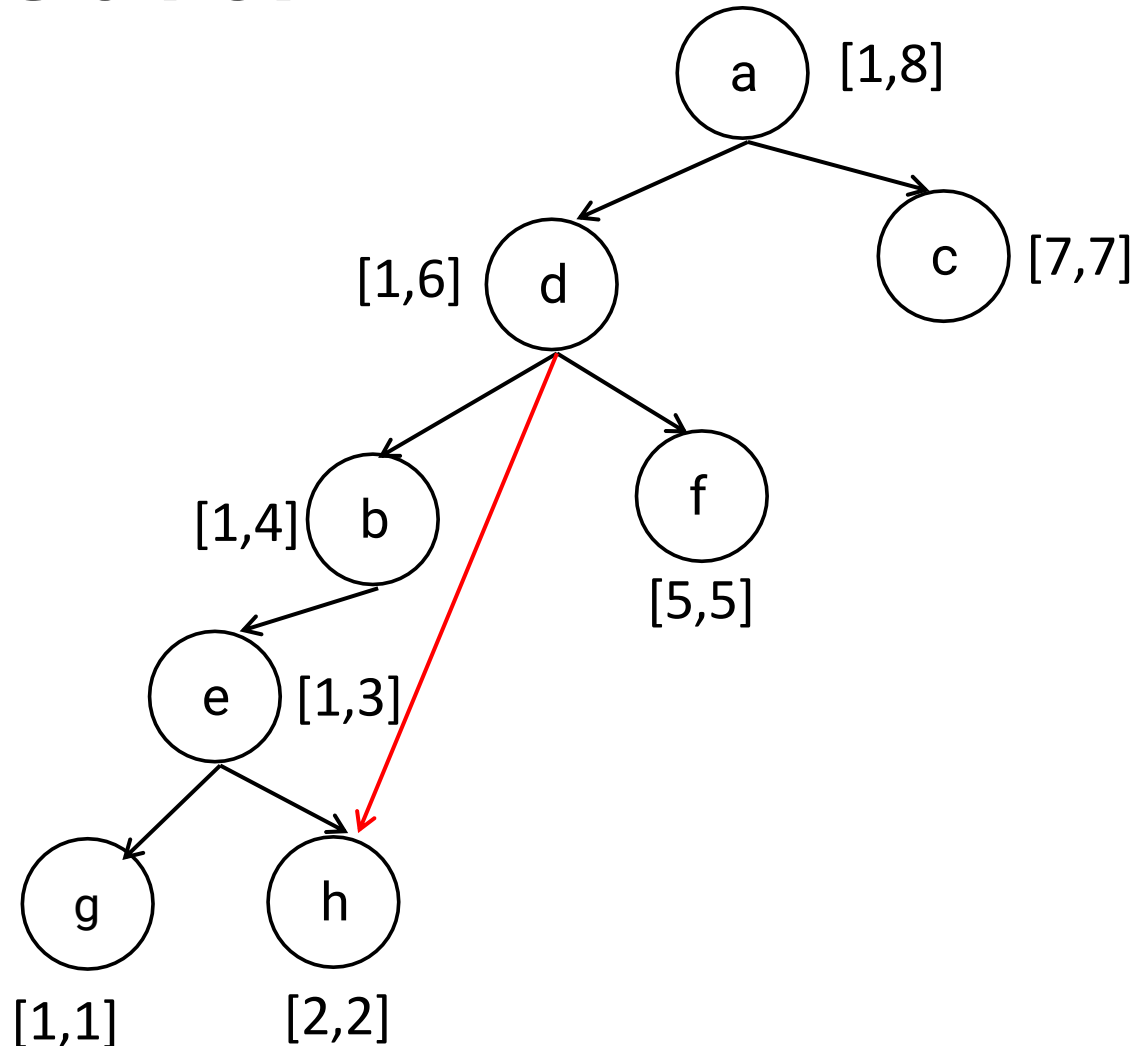 a [1,8]
[1,6] d
c [7,7]
[1,4] b
f
[5,5]
e [1,3]
g
h
[1,1]
[2,2]